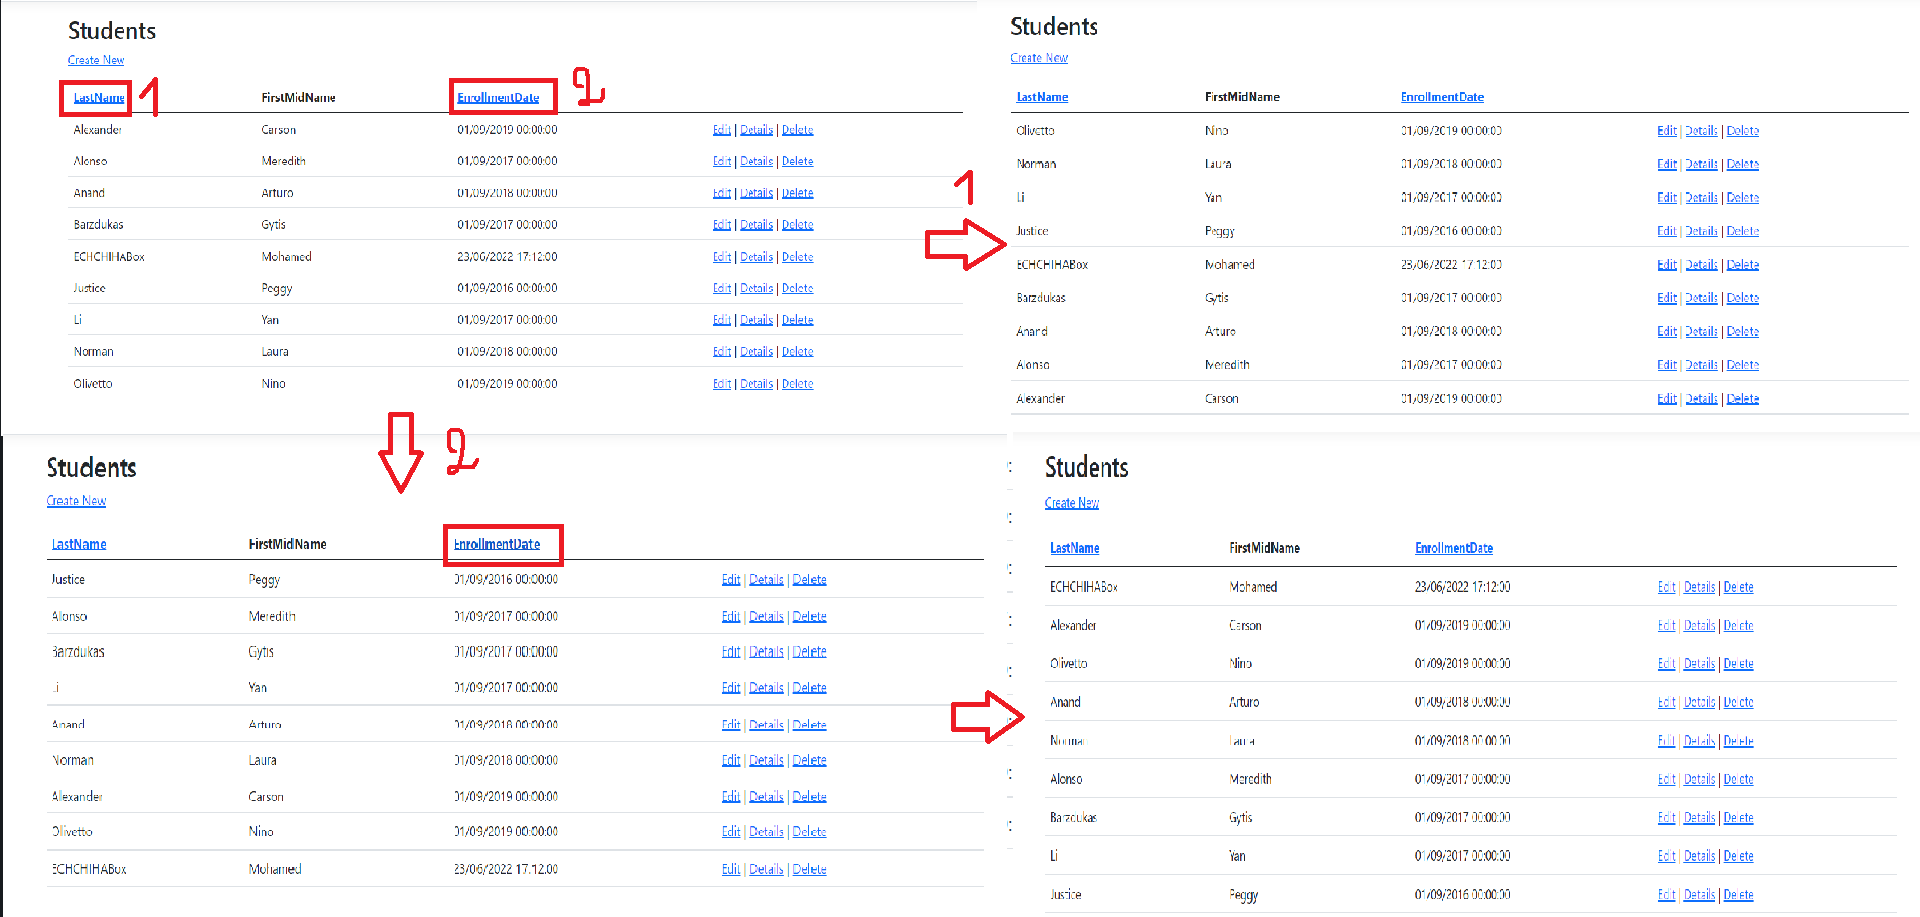 Students
Create New
LastName 1 FirstMidName EnrollmentDate 2
Alexander Carson 01/09/2019 00:00:00 Edit | Details | Delete
Alonso Meredith 01/09/2017 00:00:00 Edit | Details | Delete
Anand Arturo 01/09/2018 00:00:00 Edit | Details | Delete
Barzdukas Gytis 01/09/2017 00:00:00 Edit | Details | Delete
ECHCHIHABox Mohamed 23/06/2022 17:12:00 Edit | Details | Delete
Justice Peggy 01/09/2016 00:00:00 Edit | Details | Delete
Li Yan 01/09/2017 00:00:00 Edit | Details | Delete
Norman Laura 01/09/2018 00:00:00 Edit | Details | Delete
Olivetto Nino 01/09/2019 00:00:00 Edit | Details | Delete
1
Students
Create New
LastName FirstMidName EnrollmentDate
Olivetto Nino 01/09/2019 00:00:00 Edit | Details | Delete
Norman Laura 01/09/2018 00:00:00 Edit | Details | Delete
Li Yan 01/09/2017 00:00:00 Edit | Details | Delete
Justice Peggy 01/09/2016 00:00:00 Edit | Details | Delete
ECHCHIHABox Mohamed 23/06/2022 17:12:00 Edit | Details | Delete
Barzdukas Gytis 01/09/2017 00:00:00 Edit | Details | Delete
Anand Arturo 01/09/2018 00:00:00 Edit | Details | Delete
Alonso Meredith 01/09/2017 00:00:00 Edit | Details | Delete
Alexander Carson 01/09/2019 00:00:00 Edit | Details | Delete
2
Students
Create New
LastName FirstMidName EnrollmentDate
Justice Peggy 01/09/2016 00:00:00 Edit | Details | Delete
Alonso Meredith 01/09/2017 00:00:00 Edit | Details | Delete
Barzdukas Gytis 01/09/2017 00:00:00 Edit | Details | Delete
Li Yan 01/09/2017 00:00:00 Edit | Details | Delete
Anand Arturo 01/09/2018 00:00:00 Edit | Details | Delete
Norman Laura 01/09/2018 00:00:00 Edit | Details | Delete
Alexander Carson 01/09/2019 00:00:00 Edit | Details | Delete
Olivetto Nino 01/09/2019 00:00:00 Edit | Details | Delete
ECHCHIHABox Mohamed 23/06/2022 17:12:00 Edit | Details | Delete
Students
Create New
LastName FirstMidName EnrollmentDate
ECHCHIHABox Mohamed 23/06/2022 17:12:00 Edit | Details | Delete
Alexander Carson 01/09/2019 00:00:00 Edit | Details | Delete
Olivetto Nino 01/09/2019 00:00:00 Edit | Details | Delete
Anand Arturo 01/09/2018 00:00:00 Edit | Details | Delete
Norman Laura 01/09/2018 00:00:00 Edit | Details | Delete
Alonso Meredith 01/09/2017 00:00:00 Edit | Details | Delete
Barzdukas Gytis 01/09/2017 00:00:00 Edit | Details | Delete
Li Yan 01/09/2017 00:00:00 Edit | Details | Delete
Justice Peggy 01/09/2016 00:00:00 Edit | Details | Delete